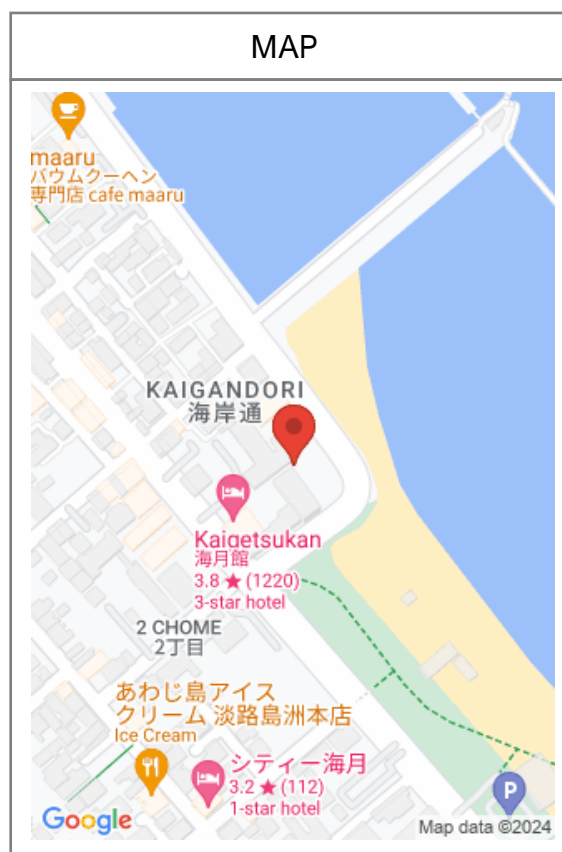 MAP
maaru
バウムクーヘン
専門店 cafe maaru
KAIGANDORI
海岸通
Kaigetsukan
海月館
3.8 ★ (1220)
3-star hotel
2 CHOME
2丁目
あわじ島アイス
クリーム 淡路島洲本店
Ice Cream
シティー海月
3.2 ★ (112)
1-star hotel
P
Google
Map data ©2024